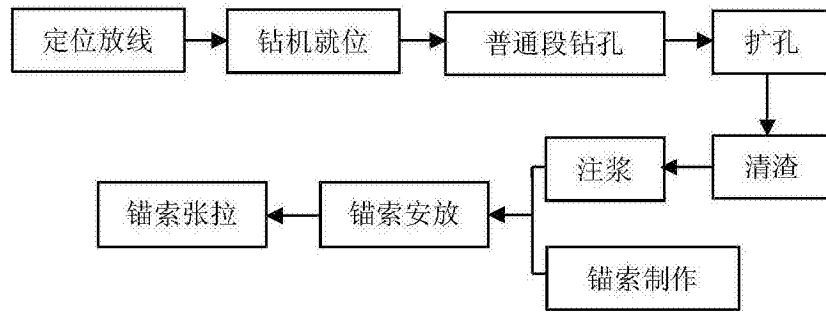 定位放线
钻机就位
普通段钻孔
扩孔
清渣
注浆
锚索制作
锚索安放
锚索张拉